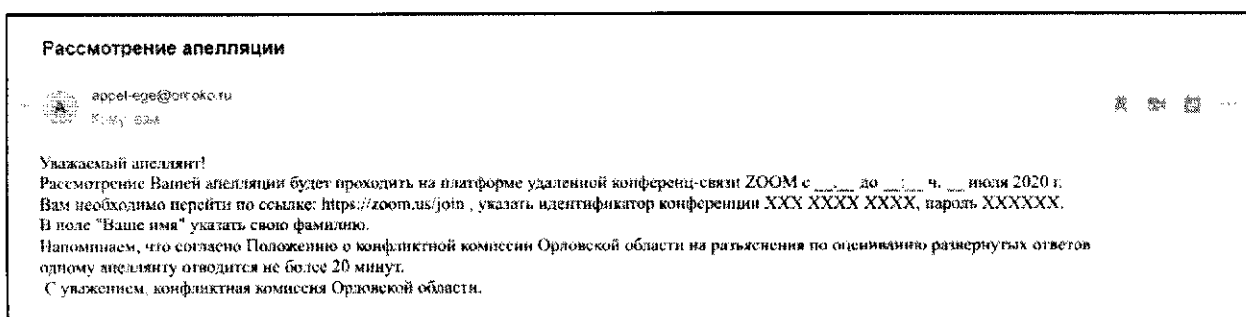 Рассмотрение апелляции
appel-ege@orcoko.ru
Кому: вам
Уважаемый апеллянт!
Рассмотрение Вашей апелляции будет проходить на платформе удаленной конференц-связи ZOOM с __.__ до __:__ ч. __ июля 2020 г.
Вам необходимо перейти по ссылке: https://zoom.us/join , указать идентификатор конференции XXX XXXX XXXX, пароль XXXXXX.
В поле "Ваше имя" указать свою фамилию.
Напоминаем, что согласно Положению о конфликтной комиссии Орловской области на разъяснения по оцениванию развернутых ответов
одному апеллянту отводится не более 20 минут.
С уважением, конфликтная комиссия Орловской области.